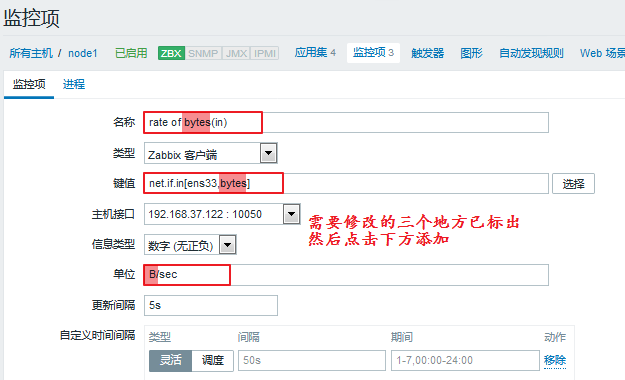 监控项
所有主机 / node1 已启用 ZBX SNMP JMX IPMI 应用集 4 监控项 3 触发器 图形 自动发现规则 Web 场景
监控项 进程
名称 rate of bytes(in)
类型 Zabbix 客户端
键值 net.if.in[ens33,bytes] 选择
主机接口 192.168.37.122 : 10050
需要修改的三个地方已标出
然后点击下方添加
信息类型 数字 (无正负)
单位 B/sec
更新间隔 5s
自定义时间间隔 类型 间隔 期间 动作
灵活 调度 50s 1-7,00:00-24:00 移除